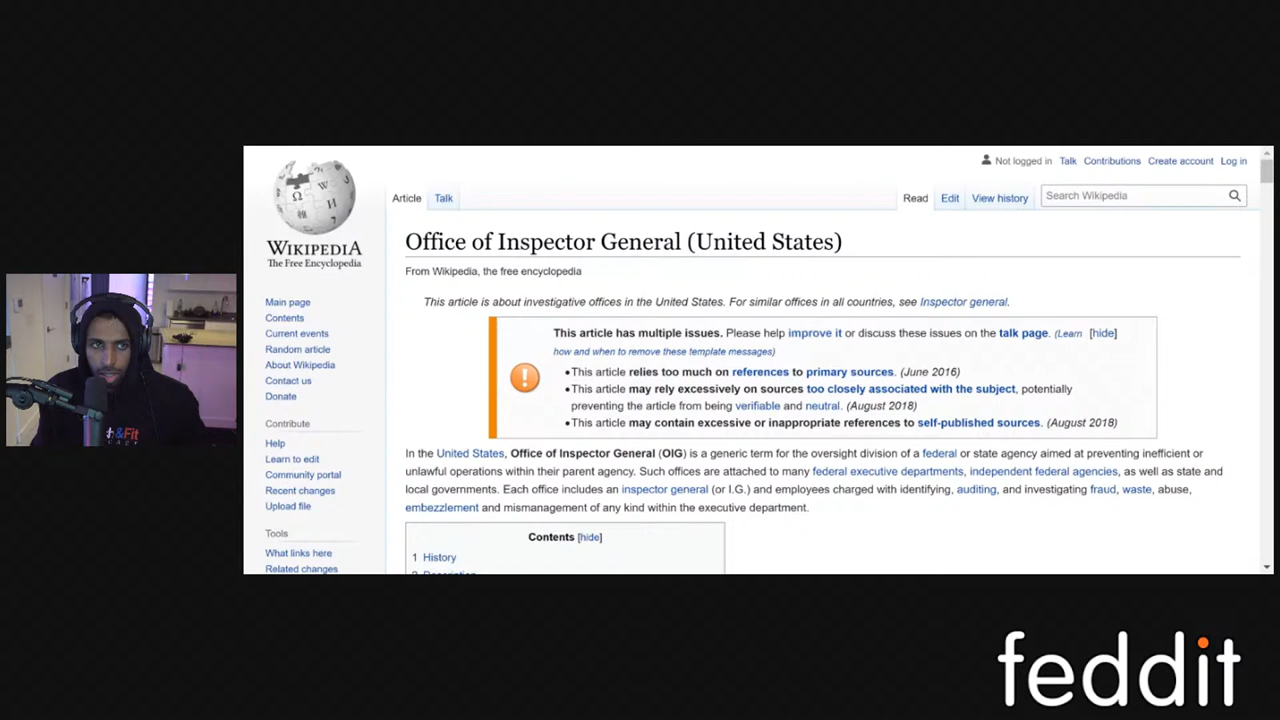 Not logged in Talk Contributions Create account Log in
Article Talk Read Edit View history Search Wikipedia
WIKIPEDIA
The Free Encyclopedia
Main page
Contents
Current events
Random article
About Wikipedia
Contact us
Donate
Contribute
Help
Learn to edit
Community portal
Recent changes
Upload file
Tools
What links here
Related changes
Office of Inspector General (United States)
From Wikipedia, the free encyclopedia
This article is about investigative offices in the United States. For similar offices in all countries, see Inspector general.
This article has multiple issues. Please help improve it or discuss these issues on the talk page. (Learn [hide]
how and when to remove these template messages)
•This article relies too much on references to primary sources. (June 2016)
•This article may rely excessively on sources too closely associated with the subject, potentially
preventing the article from being verifiable and neutral. (August 2018)
•This article may contain excessive or inappropriate references to self-published sources. (August 2018)
In the United States, Office of Inspector General (OIG) is a generic term for the oversight division of a federal or state agency aimed at preventing inefficient or
unlawful operations within their parent agency. Such offices are attached to many federal executive departments, independent federal agencies, as well as state and
local governments. Each office includes an inspector general (or I.G.) and employees charged with identifying, auditing, and investigating fraud, waste, abuse,
embezzlement and mismanagement of any kind within the executive department.
Contents [hide]
1 History
&Fit
feddit